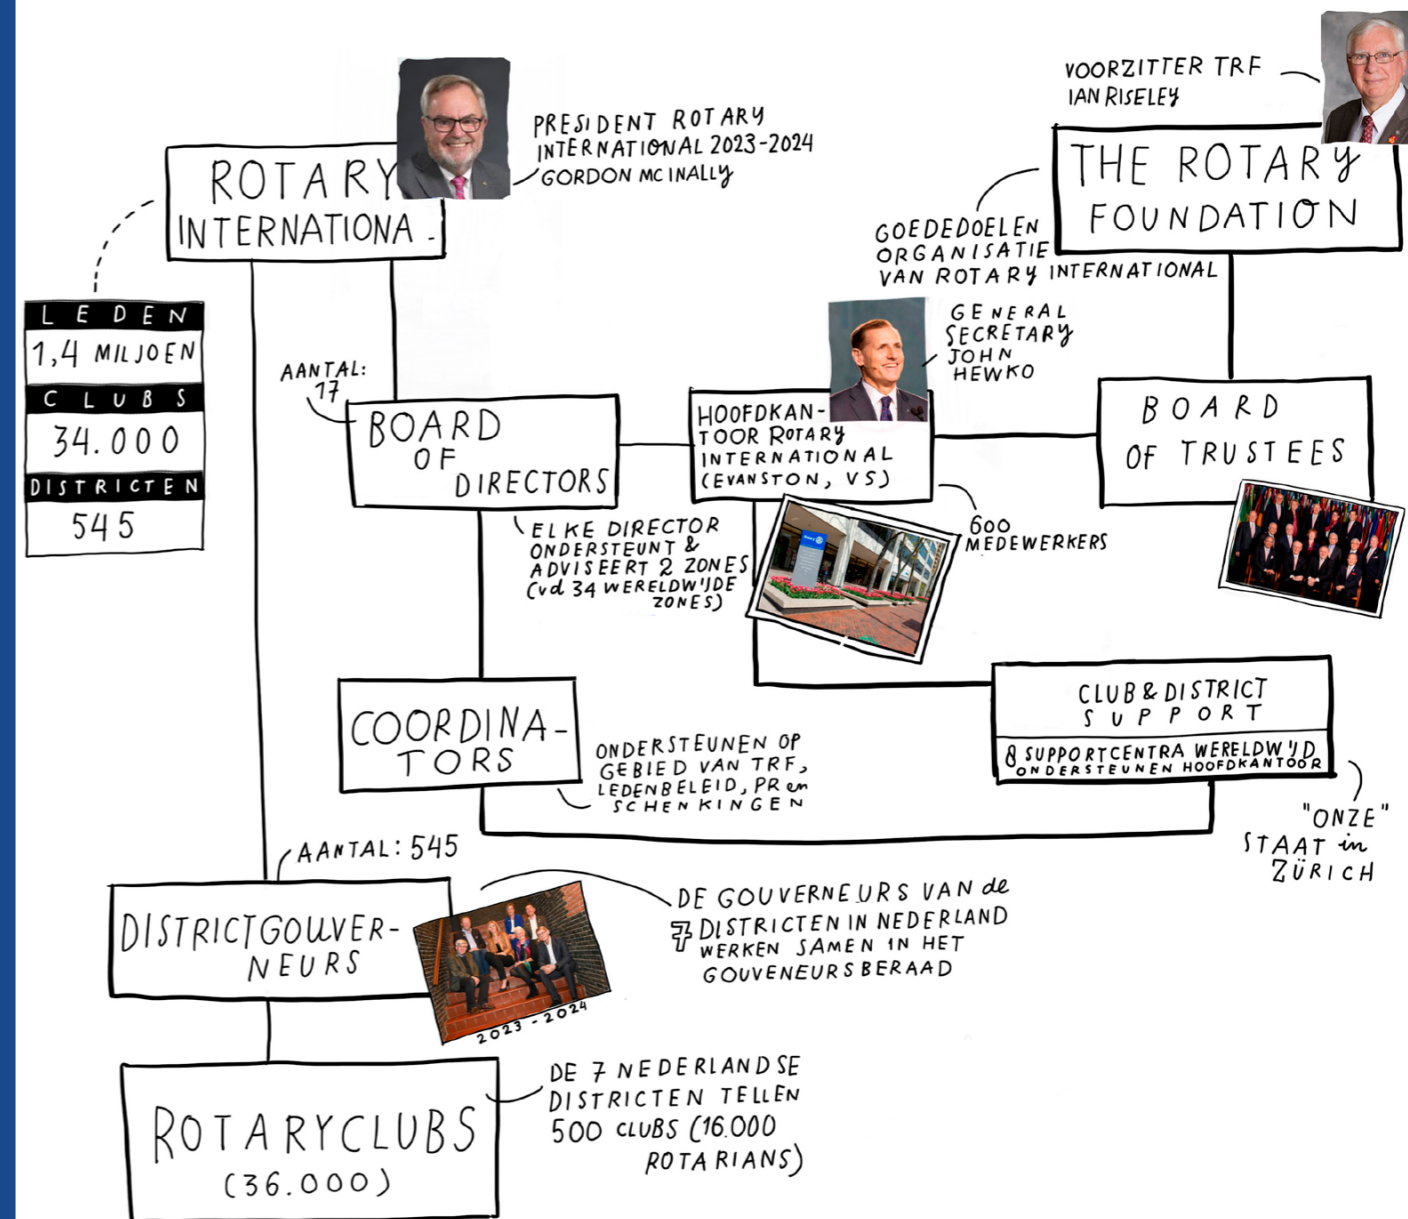 VOORZITTER TRF
IAN RISELEY
PRESIDENT ROTARY
INTERNATIONAL 2023-2024
GORDON MC INALLY
ROTARY
INTERNATIONA
THE ROTARY
FOUNDATION
GOEDEDOELEN
ORGANISATIE
VAN ROTARY INTERNATIONAL
LEDEN
1,4 MILJOEN
CLUBS
34.000
DISTRICTEN
545
GENERAL
SECRETARY
JOHN
HEWKO
AANTAL:
17
BOARD
OF
DIRECTORS
HOOFDKAN-
TOOR ROTARY
INTERNATIONAL
(EVANSTON, VS)
BOARD
OF TRUSTEES
ELKE DIRECTOR
ONDERSTEUNT &
ADVISEERT 2 ZONES
(vd 34 WERELDWIJDE
ZONES)
600
MEDEWERKERS
COORDINA-
TORS
ONDERSTEUNEN OP
GEBIED VAN TRF,
LEDENBELEID, PR en
SCHENKINGEN
CLUB & DISTRICT
SUPPORT
8 SUPPORTCENTRA WERELDWIJD
ONDERSTEUNEN HOOFDKANTOOR
"ONZE"
STAAT in
ZÜRICH
AANTAL: 545
DISTRICTGOUVER-
NEURS
2023-2024
DE GOUVERNEURS VAN de
7 DISTRICTEN IN NEDERLAND
WERKEN SAMEN IN HET
GOUVENEURSBERAAD
ROTARYCLUBS
(36.000)
DE 7 NEDERLANDSE
DISTRICTEN TELLEN
500 CLUBS (16.000
ROTARIANS)